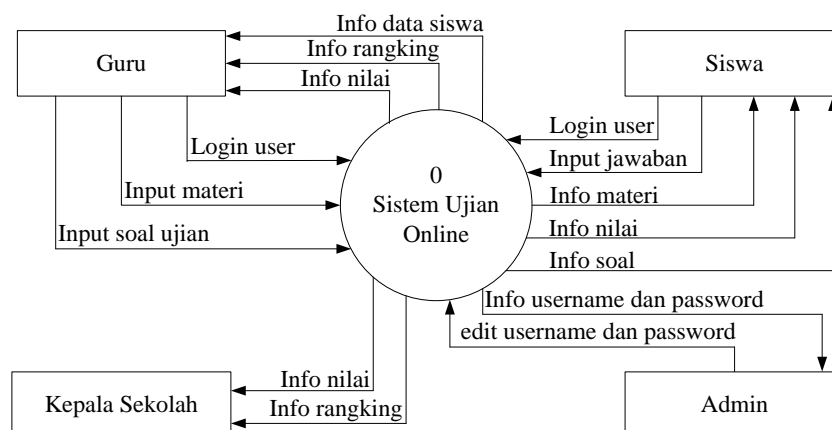 Info data siswa
Info rangking
Guru
Info nilai
Siswa
Login user
Input materi
Input soal ujian
0
Sistem Ujian
Online
Login user
Input jawaban
Info materi
Info nilai
Info soal
Info username dan password
edit username dan password
Info nilai
Info rangking
Kepala Sekolah
Admin